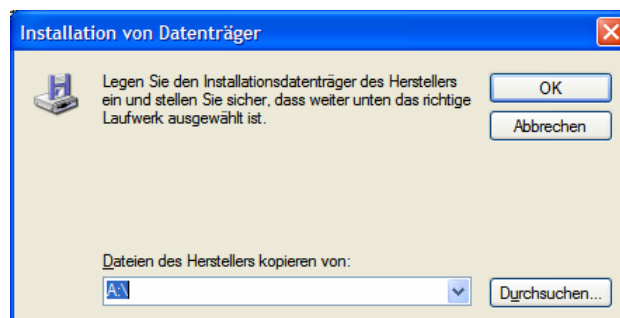 Installation von Datenträger
Legen Sie den Installationsdatenträger des Herstellers
ein und stellen Sie sicher, dass weiter unten das richtige
Laufwerk ausgewählt ist.
OK
Abbrechen
Dateien des Herstellers kopieren von:
A:\
Durchsuchen...